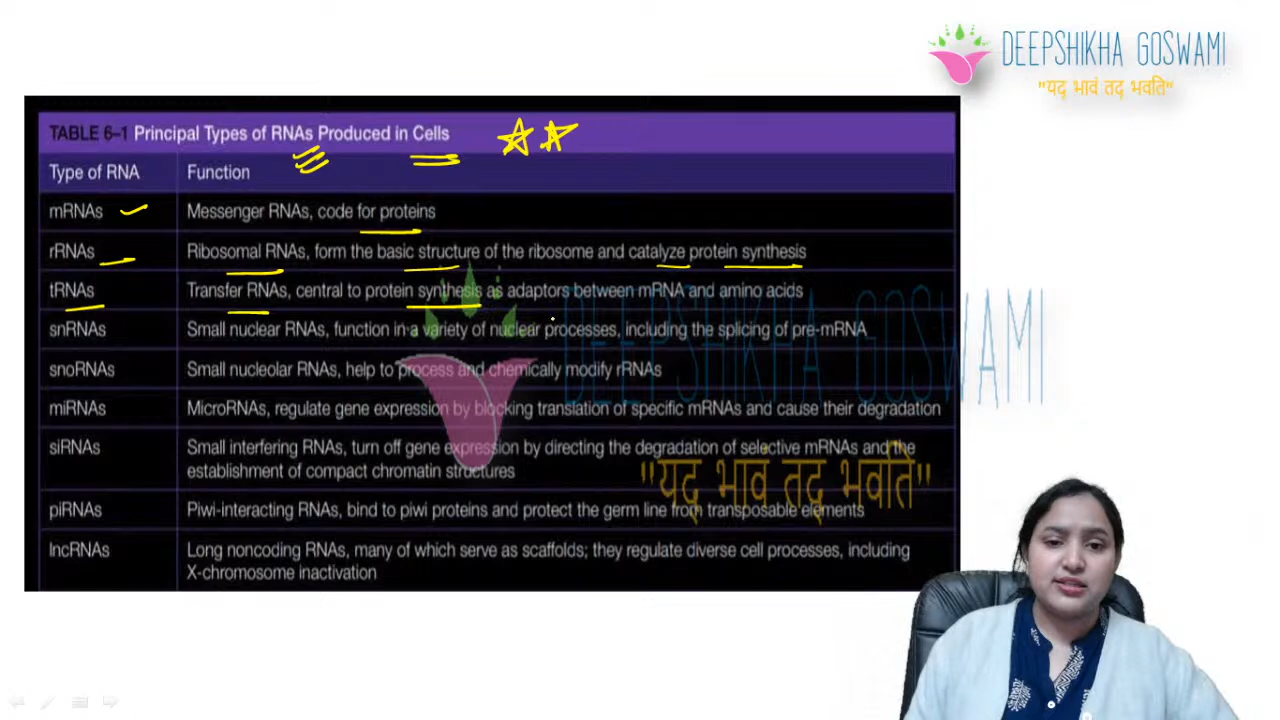 DEEPSHIKHA GOSWAMI
"यद् भावं तद् भवति"
TABLE 6–1 Principal Types of RNAs Produced in Cells
Type of RNA Function
mRNAs Messenger RNAs, code for proteins
rRNAs Ribosomal RNAs, form the basic structure of the ribosome and catalyze protein synthesis
tRNAs Transfer RNAs, central to protein synthesis as adaptors between mRNA and amino acids
snRNAs Small nuclear RNAs, function in a variety of nuclear processes, including the splicing of pre-mRNA
snoRNAs Small nucleolar RNAs, help to process and chemically modify rRNAs
miRNAs MicroRNAs, regulate gene expression by blocking translation of specific mRNAs and cause their degradation
siRNAs Small interfering RNAs, turn off gene expression by directing the degradation of selective mRNAs and the
establishment of compact chromatin structures
piRNAs Piwi-interacting RNAs, bind to piwi proteins and protect the germ line from transposable elements
lncRNAs Long noncoding RNAs, many of which serve as scaffolds; they regulate diverse cell processes, including
X-chromosome inactivation
DEEPSHIKHA GOSWAMI
"यद् भावं तद् भवति"